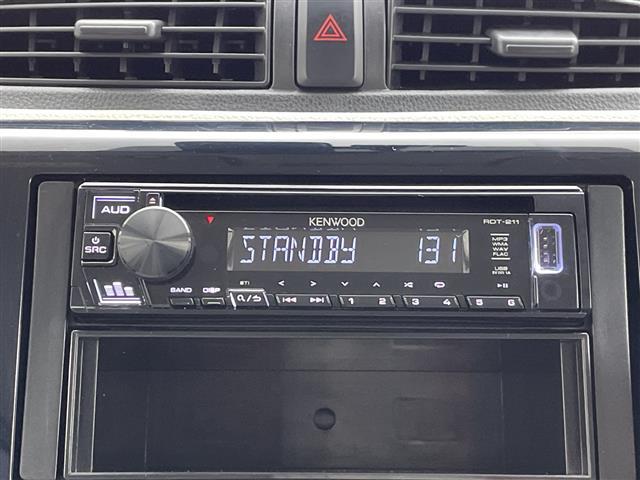 KENWOOD
RDT-211
AUD
SRC
STANDBY 131
MP3
WMA
WAV
FLAC
USB
BAND DISP
1 2 3 4 5 6